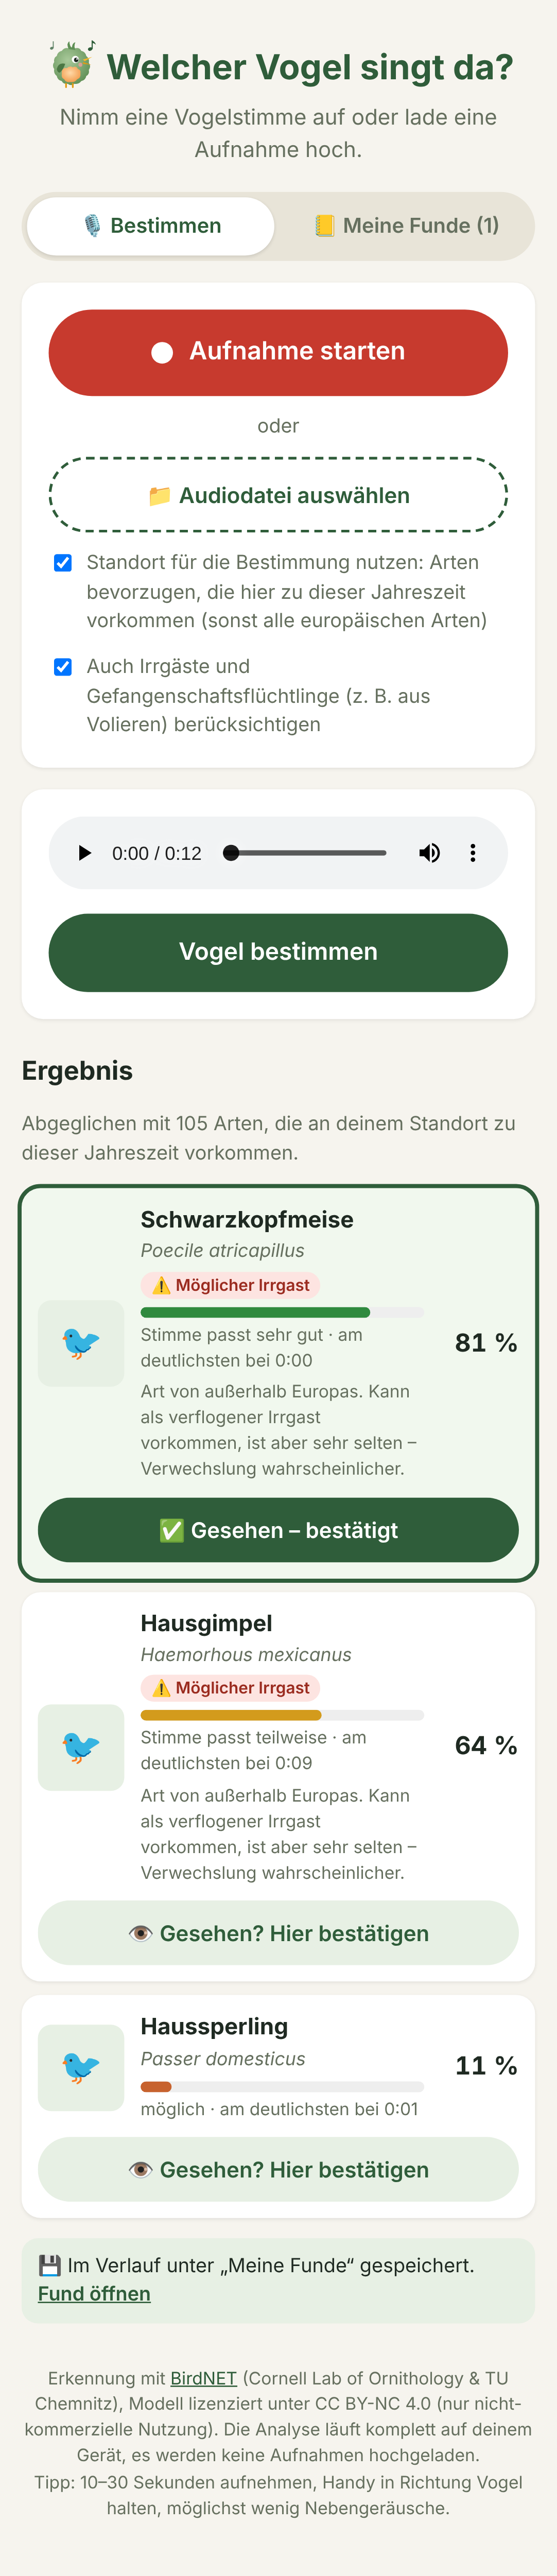 Welcher Vogel singt da?
Nimm eine Vogelstimme auf oder lade eine
Aufnahme hoch.
Bestimmen
Meine Funde (1)
Aufnahme starten
oder
Audiodatei auswählen
Standort für die Bestimmung nutzen: Arten
bevorzugen, die hier zu dieser Jahreszeit
vorkommen (sonst alle europäischen Arten)
Auch Irrgäste und
Gefangenschaftsflüchtlinge (z. B. aus
Volieren) berücksichtigen
0:00 / 0:12
Vogel bestimmen
Ergebnis
Abgeglichen mit 105 Arten, die an deinem Standort zu
dieser Jahreszeit vorkommen.
Schwarzkopfmeise
Poecile atricapillus
⚠️ Möglicher Irrgast
Stimme passt sehr gut · am
deutlichsten bei 0:00
81 %
Art von außerhalb Europas. Kann
als verflogener Irrgast
vorkommen, ist aber sehr selten –
Verwechslung wahrscheinlicher.
✅ Gesehen – bestätigt
Hausgimpel
Haemorhous mexicanus
⚠️ Möglicher Irrgast
Stimme passt teilweise · am
deutlichsten bei 0:09
64 %
Art von außerhalb Europas. Kann
als verflogener Irrgast
vorkommen, ist aber sehr selten –
Verwechslung wahrscheinlicher.
👁️ Gesehen? Hier bestätigen
Haussperling
Passer domesticus
11 %
möglich · am deutlichsten bei 0:01
👁️ Gesehen? Hier bestätigen
💾 Im Verlauf unter „Meine Funde“ gespeichert.
Fund öffnen
Erkennung mit BirdNET (Cornell Lab of Ornithology & TU
Chemnitz), Modell lizenziert unter CC BY-NC 4.0 (nur nicht-
kommerzielle Nutzung). Die Analyse läuft komplett auf deinem
Gerät, es werden keine Aufnahmen hochgeladen.
Tipp: 10–30 Sekunden aufnehmen, Handy in Richtung Vogel
halten, möglichst wenig Nebengeräusche.